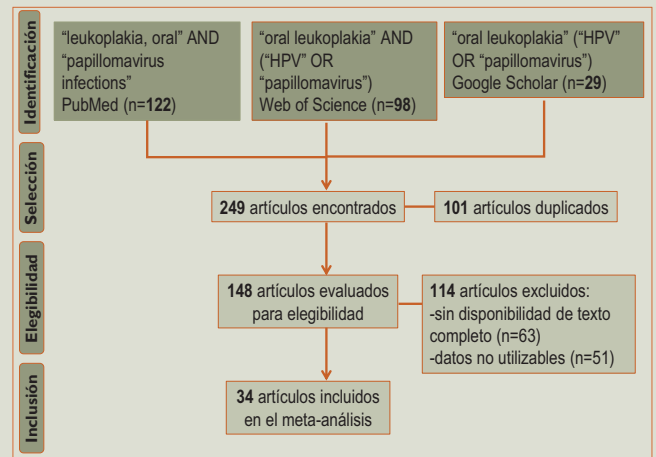 Identificación
“leukoplakia, oral” AND
“papillomavirus
infections”
PubMed (n=122)
“oral leukoplakia” AND
(“HPV” OR
“papillomavirus”)
Web of Science (n=98)
“oral leukoplakia” (“HPV”
OR “papillomavirus”)
Google Scholar (n=29)
Selección
249 artículos encontrados
101 artículos duplicados
Elegibilidad
148 artículos evaluados
para elegibilidad
114 artículos excluidos:
-sin disponibilidad de texto
completo (n=63)
-datos no utilizables (n=51)
Inclusión
34 artículos incluidos
en el meta-análisis